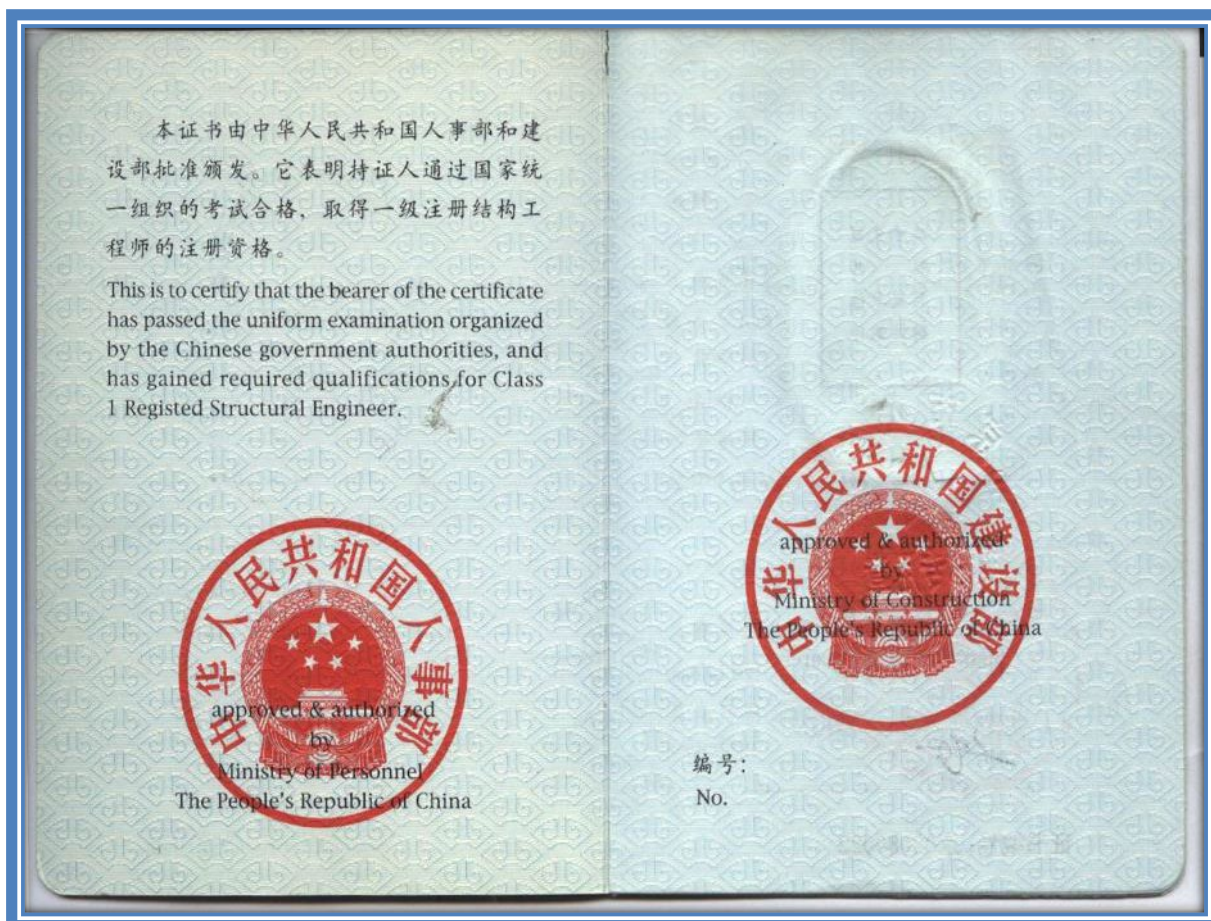 本证书由中华人民共和国人事部和建
设部批准颁发。它表明持证人通过国家统
一组织的考试合格，取得一级注册结构工
程师的注册资格。
This is to certify that the bearer of the certificate
has passed the uniform examination organized
by the Chinese government authorities, and
has gained required qualifications for Class
1 Registed Structural Engineer.
中华人民共和国人事部
approved & authorized
by
Ministry of Personnel
The People's Republic of China
中华人民共和国建设部
approved & authorized
by
Ministry of Construction
The People's Republic of China
编号：
No.